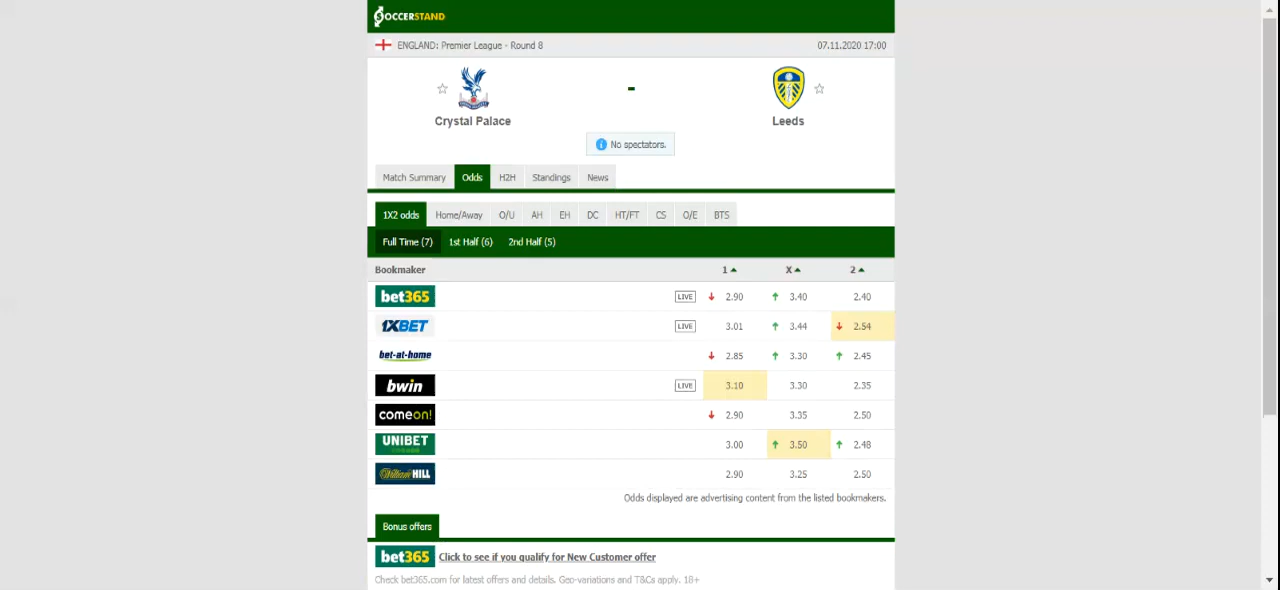 SOCCERSTAND
ENGLAND: Premier League - Round 8 07.11.2020 17:00
-
Crystal Palace Leeds
No spectators.
Match Summary Odds H2H Standings News
1X2 odds Home/Away O/U AH EH DC HT/FT CS O/E BTS
Full Time (7) 1st Half (6) 2nd Half (5)
Bookmaker 1 X 2
bet365 LIVE 2.90 3.40 2.40
1XBET LIVE 3.01 3.44 2.54
bet-at-home 2.85 3.30 2.45
bwin LIVE 3.10 3.30 2.35
comeon! 2.90 3.35 2.50
UNIBET 3.00 3.50 2.48
William HILL 2.90 3.25 2.50
Odds displayed are advertising content from the listed bookmakers.
Bonus offers
bet365 Click to see if you qualify for New Customer offer
Check bet365.com for latest offers and details. Geo-variations and T&Cs apply. 18+